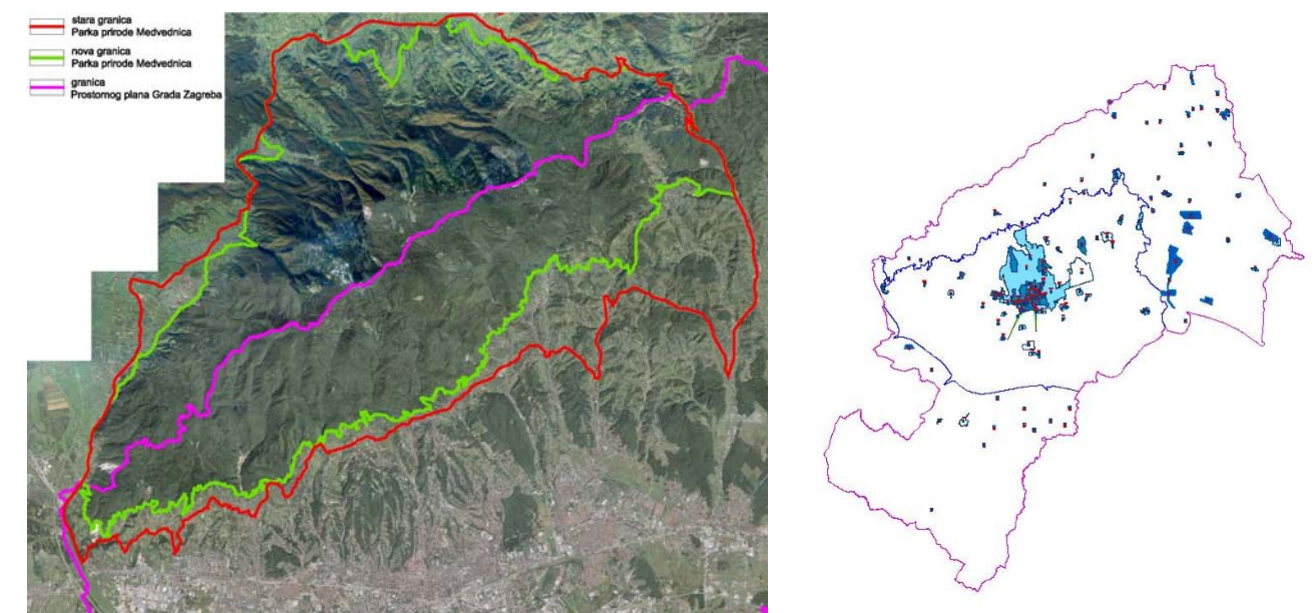 stara granica
Parka prirode Medvednica
nova granica
Parka prirode Medvednica
granica
Prostornog plana Grada Zagreba